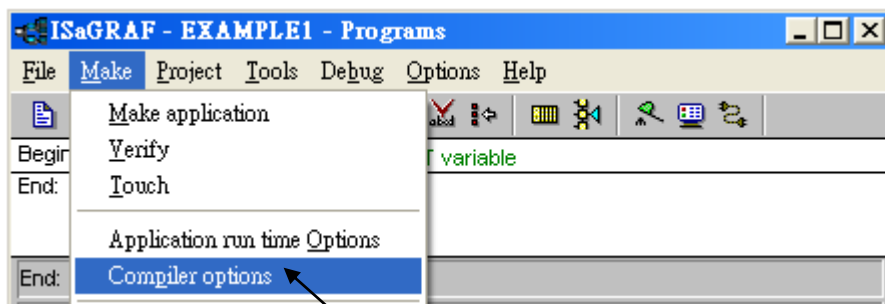 ISaGRAF - EXAMPLE1 - Programs
File Make Project Tools Debug Options Help
Make application
Begin
Verify
variable
End:
Touch
Application run time Options
End:
Compiler options